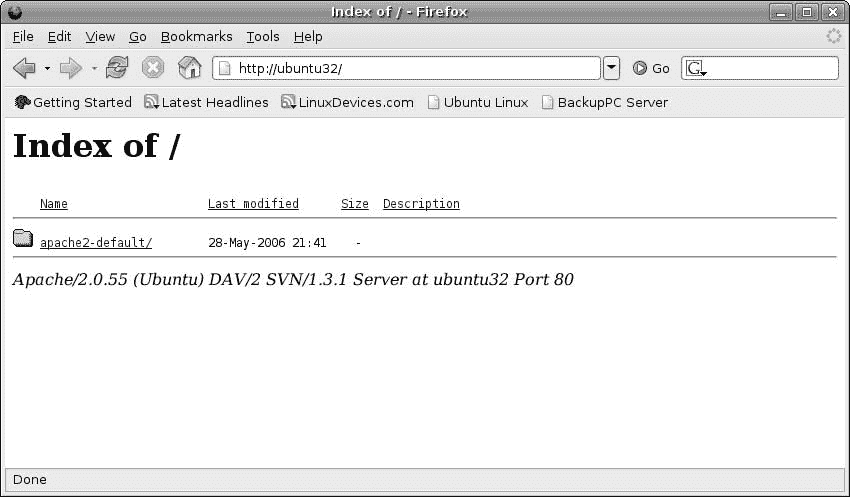 Index of / - Firefox
File Edit View Go Bookmarks Tools Help
http://ubuntu32/ Go G
Getting Started Latest Headlines LinuxDevices.com Ubuntu Linux BackupPC Server
Index of /
Name Last modified Size Description
apache2-default/ 28-May-2006 21:41 -
Apache/2.0.55 (Ubuntu) DAV/2 SVN/1.3.1 Server at ubuntu32 Port 80
Done